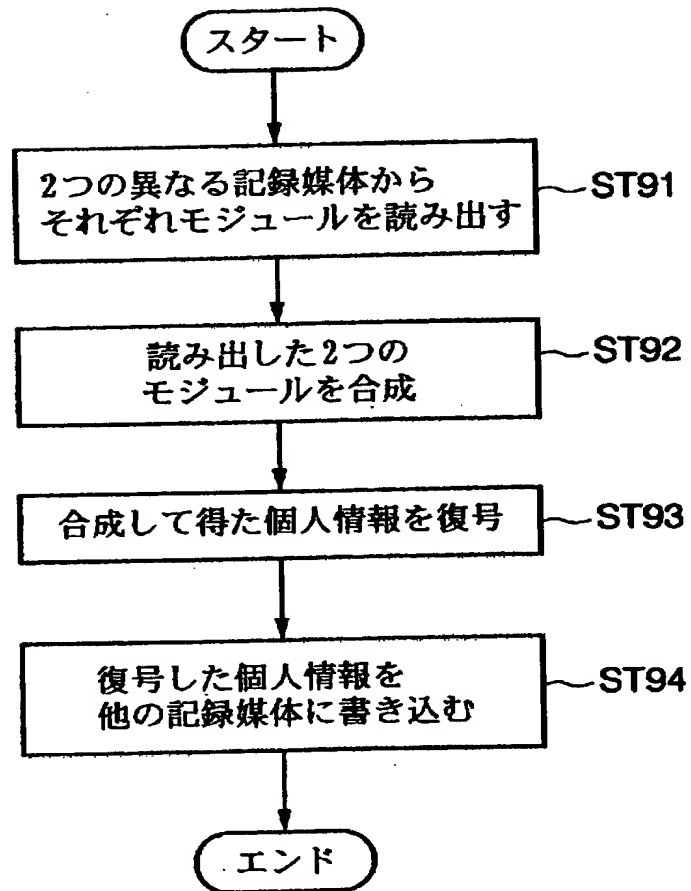 スタート
2つの異なる記録媒体から
それぞれモジュールを読み出す
ST91
読み出した2つの
モジュールを合成
ST92
合成して得た個人情報を復号
ST93
復号した個人情報を
他の記録媒体に書き込む
ST94
エンド